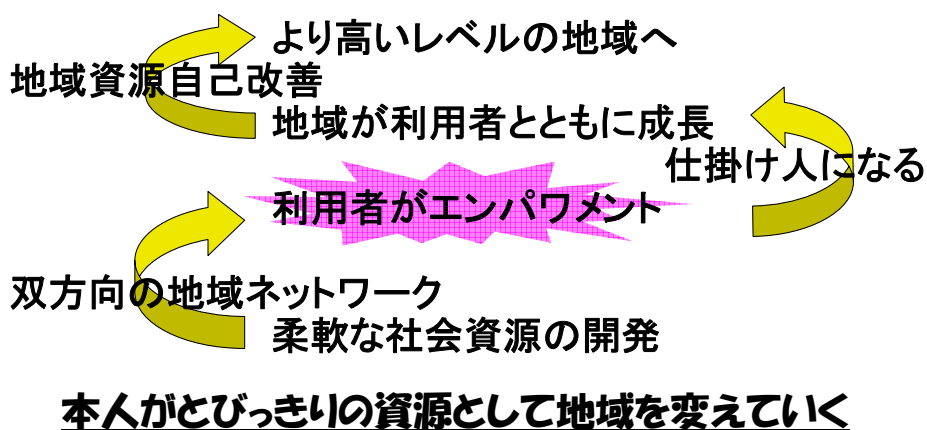 より高いレベルの地域へ
地域資源自己改善
地域が利用者とともに成長
仕掛け人になる
利用者がエンパワメント
双方向の地域ネットワーク
柔軟な社会資源の開発
本人がとびっきりの資源として地域を変えていく